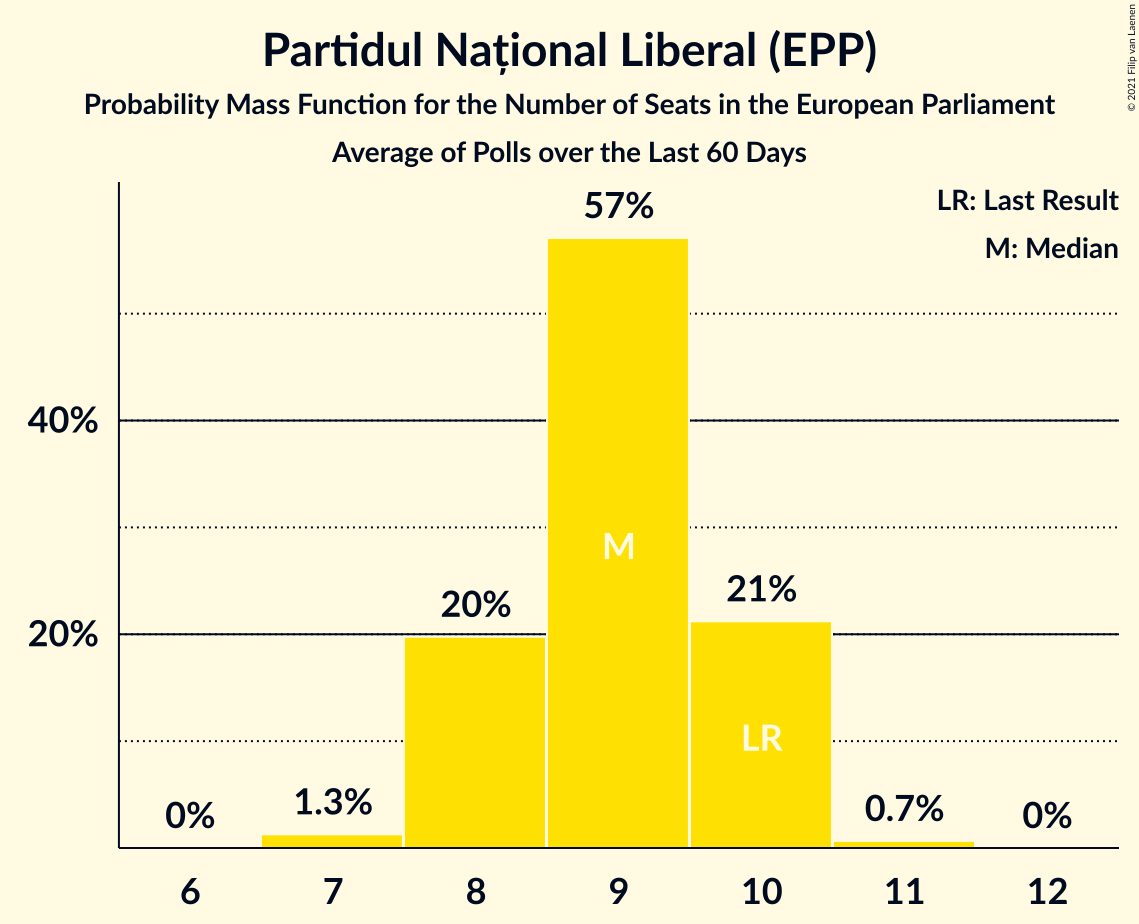 Partidul Național Liberal (EPP)
Probability Mass Function for the Number of Seats in the European Parliament
Average of Polls over the Last 60 Days
© 2021 Filip van Laenen
LR: Last Result
M: Median
57%
40%
M
20%
21%
20%
LR
0%
1.3%
0.7%
0%
6 7 8 9 10 11 12